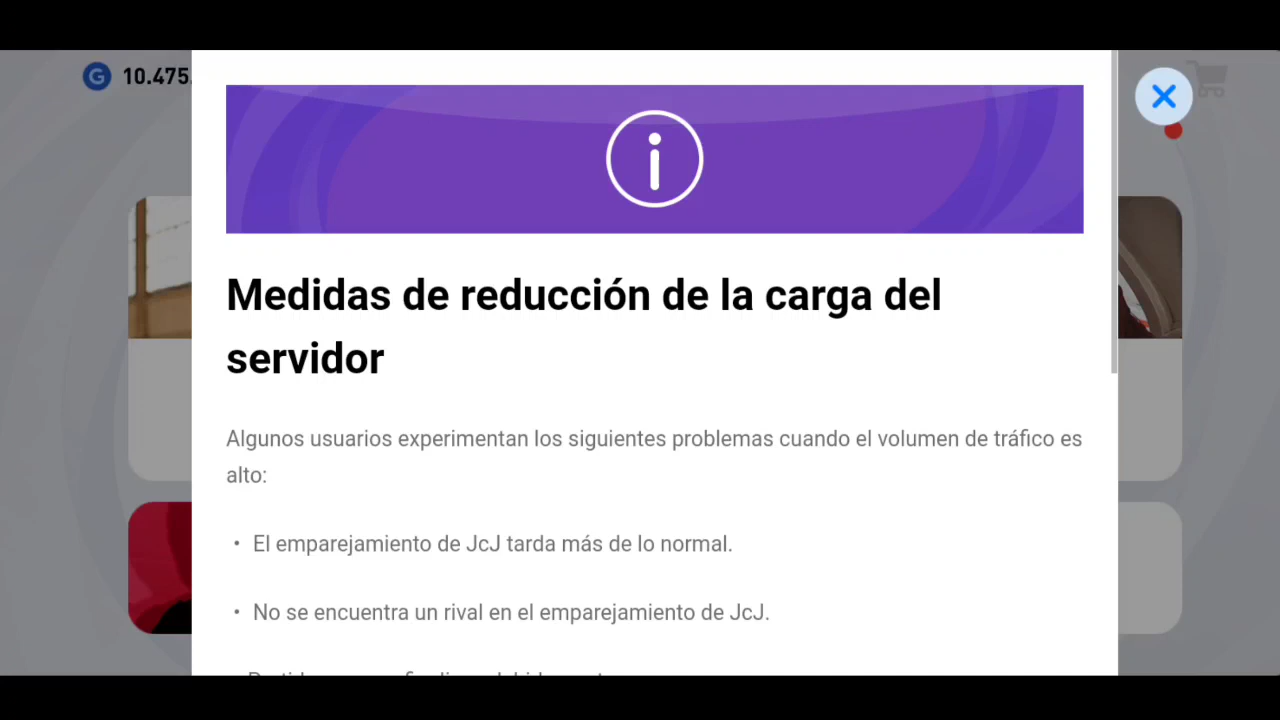 G 10.475.
Medidas de reducción de la carga del
servidor
Algunos usuarios experimentan los siguientes problemas cuando el volumen de tráfico es
alto:
• El emparejamiento de JcJ tarda más de lo normal.
• No se encuentra un rival en el emparejamiento de JcJ.